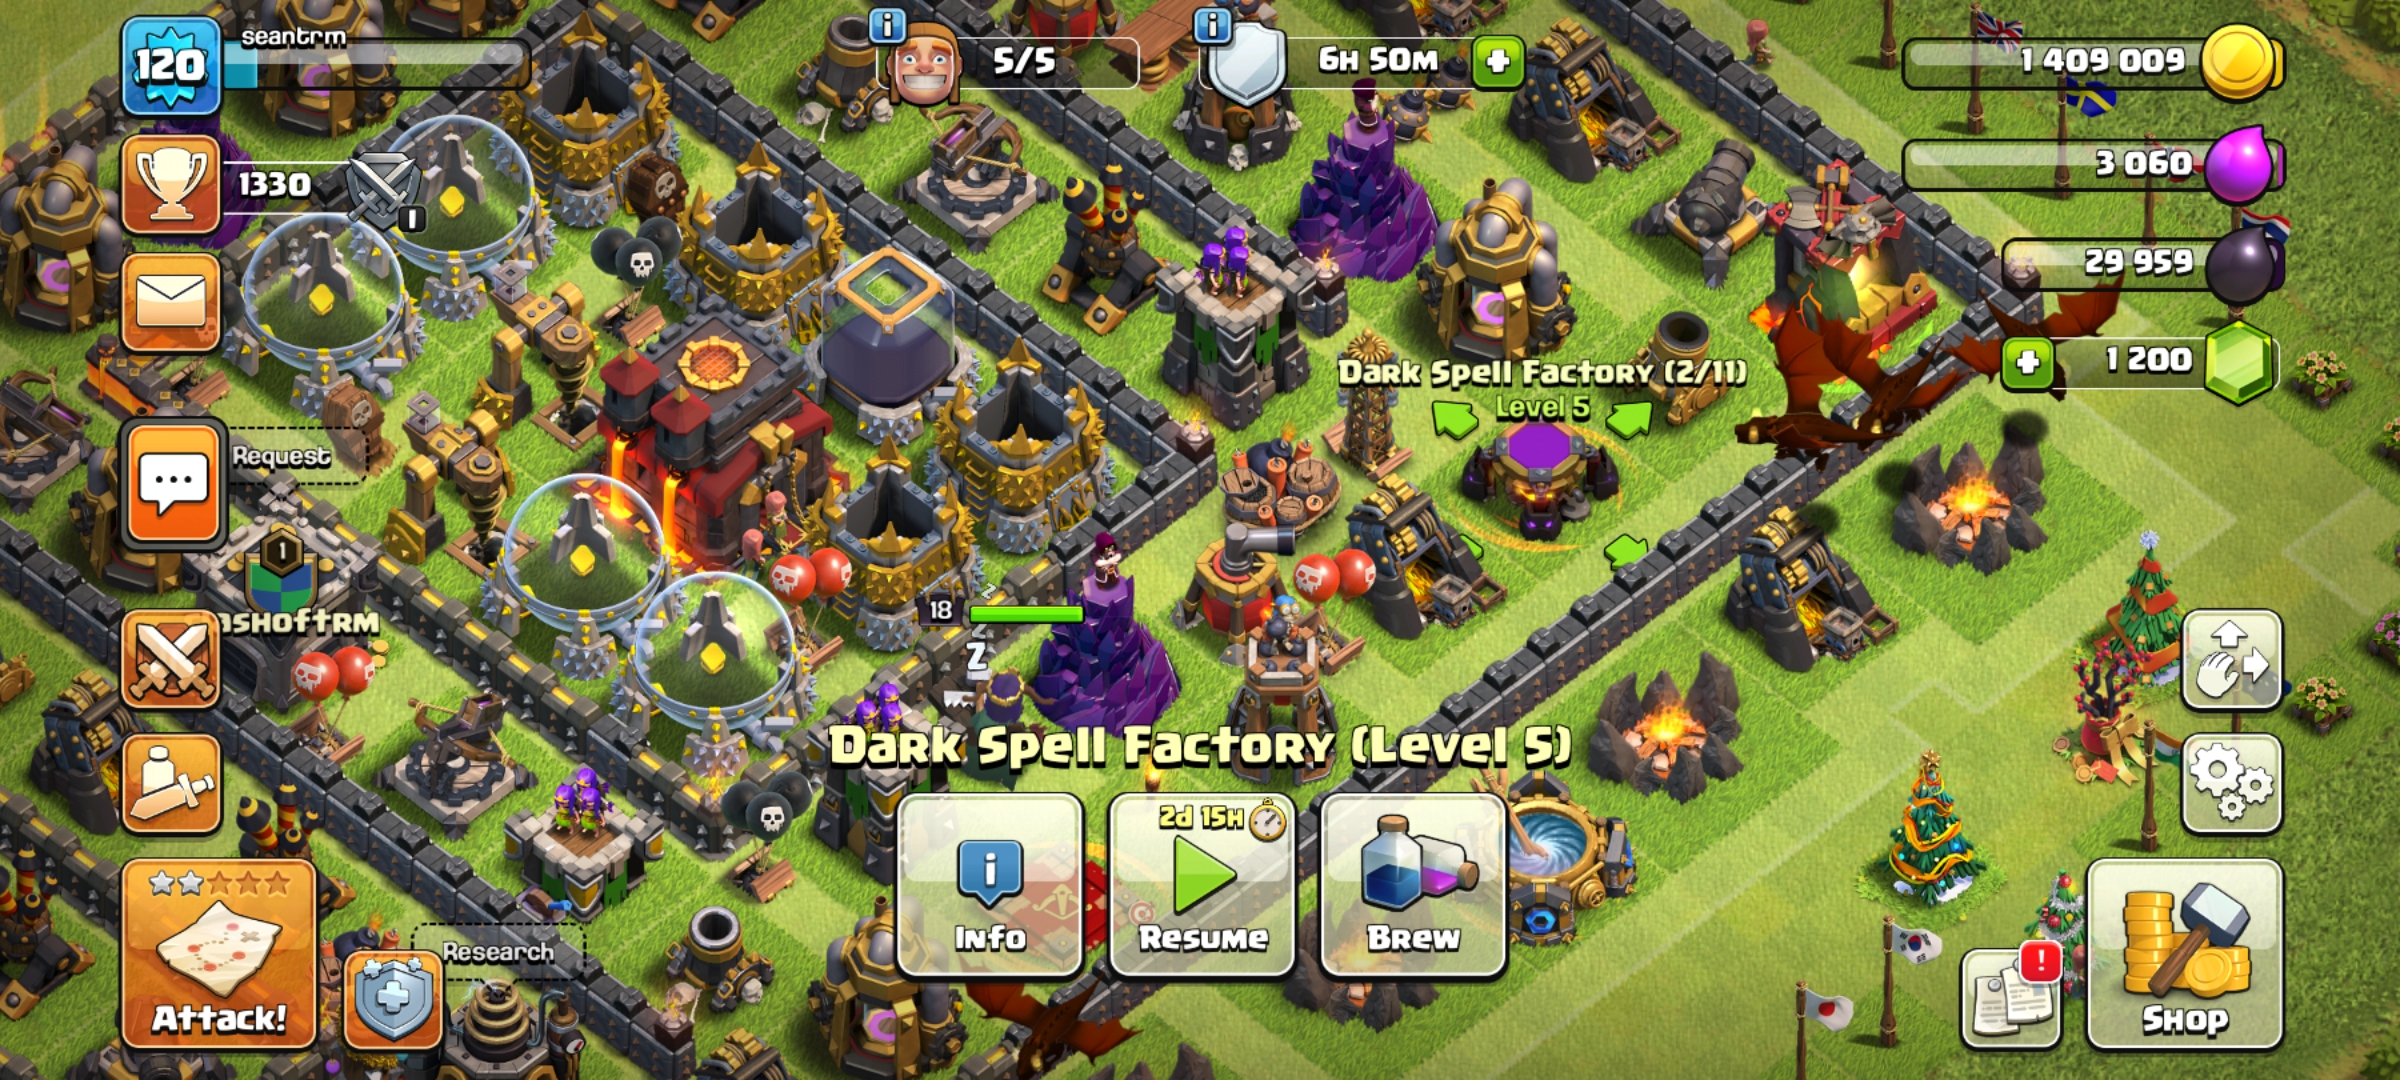 120
seantrm
5/5
6h 50m
1 409 009
1330
I
3 060
29 959
1 200
Dark Spell Factory (2/11)
Level 5
Request
1
18
z
z
Z
Dark Spell Factory (Level 5)
2d 15h
Info
Resume
Brew
Research
Attack!
!
Shop